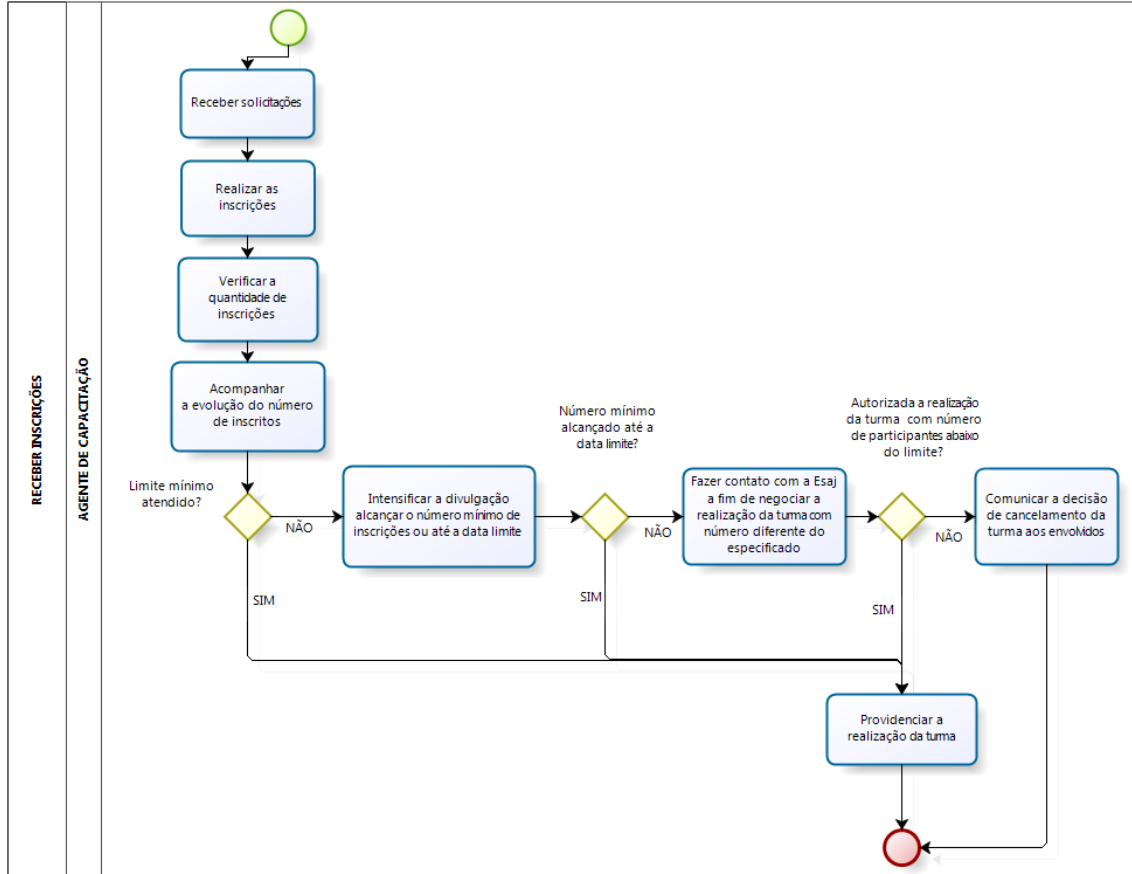 RECEBER INSCRIÇÕES
AGENTE DE CAPACITAÇÃO
Receber solicitações
Realizar as
inscrições
Verificar a
quantidade de
inscrições
Acompanhar
a evolução do número
de inscritos
Limite mínimo
atendido?
NÃO
SIM
Intensificar a divulgação
alcançar o número mínimo de
inscrições ou até a data limite
Número mínimo
alcançado até a
data limite?
NÃO
SIM
Fazer contato com a Esaj
a fim de negociar a
realização da turma com
número diferente do
especificado
Autorizada a realização
da turma com número
de participantes abaixo
do limite?
NÃO
SIM
Comunicar a decisão
de cancelamento da
turma aos envolvidos
Providenciar a
realização da turma